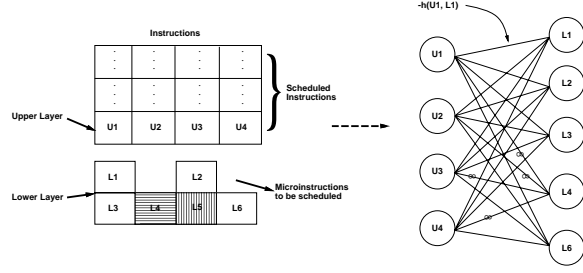 Instructions
Upper Layer
U1 U2 U3 U4
Scheduled
Instructions
L1 L2
Lower Layer
L3 L4 L5 L6
Microinstructions
to be scheduled
-h(U1, L1)
U1
U2
U3
U4
∞
∞
∞
∞
L1
L2
L3
L4
L6